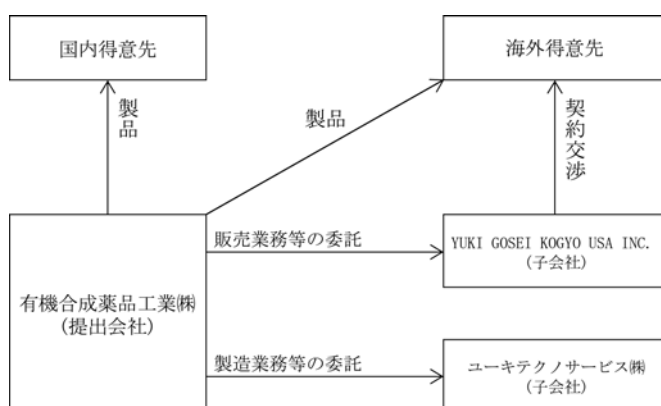 国内得意先
海外得意先
製品
製品
契約交渉
販売業務等の委託
YUKI GOSEI KOGYO USA INC.
(子会社)
有機合成薬品工業㈱
(提出会社)
製造業務等の委託
ユーキテクノサービス㈱
(子会社)